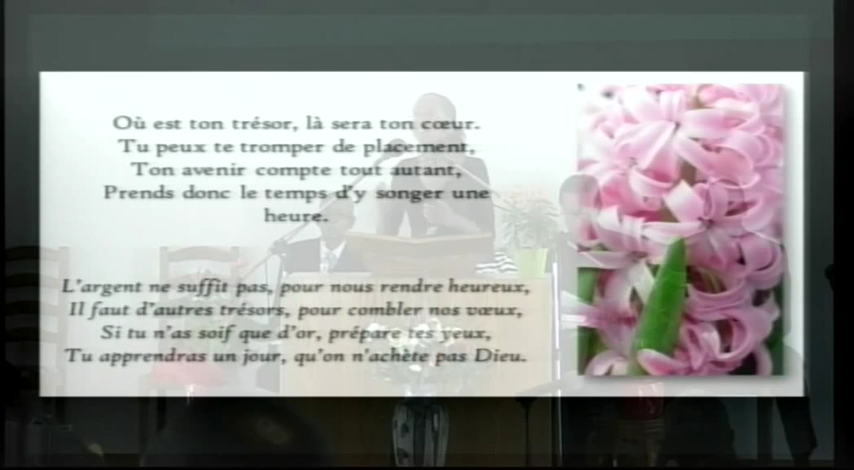 Où est ton trésor, là sera ton cœur.
Tu peux te tromper de placement,
Ton avenir compte tout autant,
Prends donc le temps d'y songer une
heure.
L'argent ne suffit pas, pour nous rendre heureux,
Il faut d'autres trésors, pour combler nos vœux,
Si tu n'as soif que d'or, prépare tes yeux,
Tu apprendras un jour, qu'on n'achète pas Dieu.